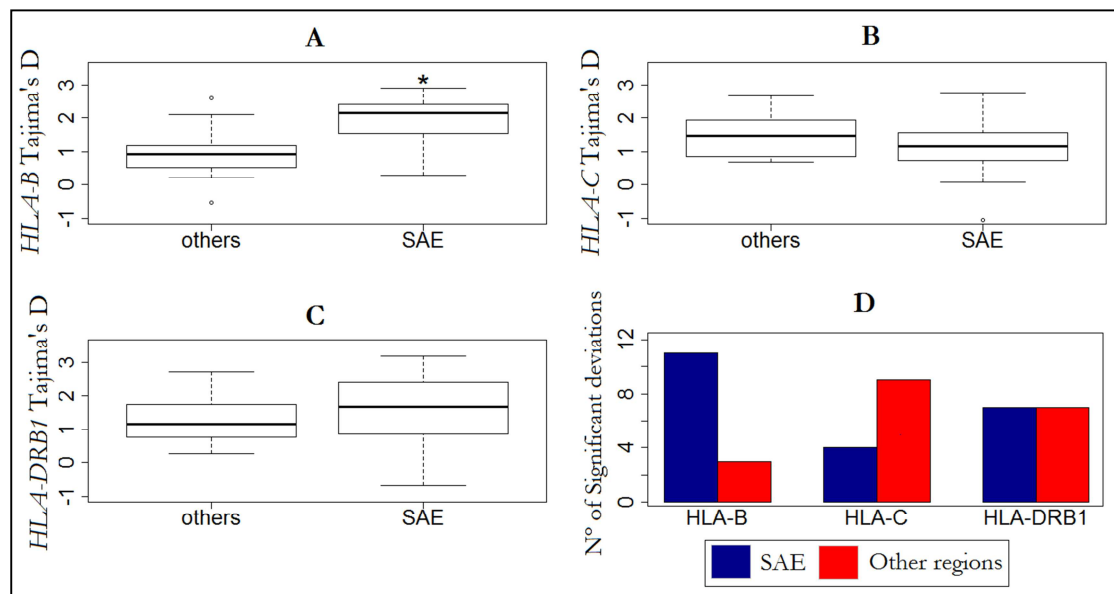 A
HLA-B Tajima's D
3
2
1
0
-1
*
others SAE
B
HLA-C Tajima's D
3
2
1
0
-1
others SAE
C
HLA-DRB1 Tajima's D
3
2
1
0
-1
others SAE
D
N° of Significant deviations
12
8
4
0
HLA-B HLA-C HLA-DRB1
SAE Other regions